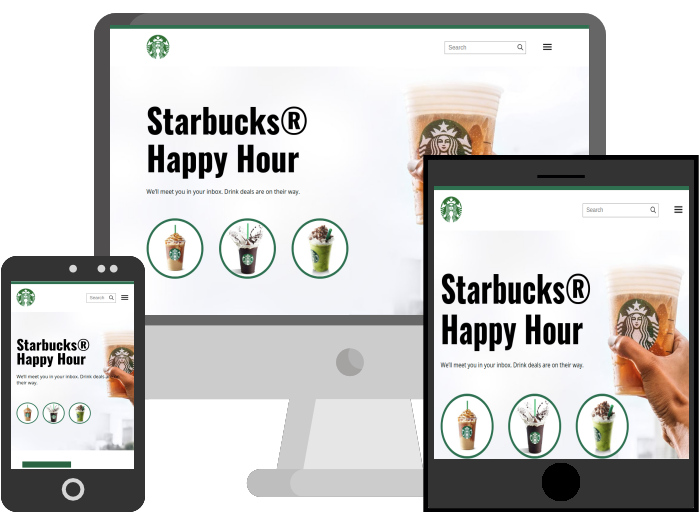 Search
Starbucks®
Happy Hour
We'll meet you in your inbox. Drink deals are on their way.
Search
Starbucks®
Happy Hour
We'll meet you in your inbox. Drink deals are on their way.
Search
Starbucks®
Happy Hour
We'll meet you in your inbox. Drink deals a
their way.